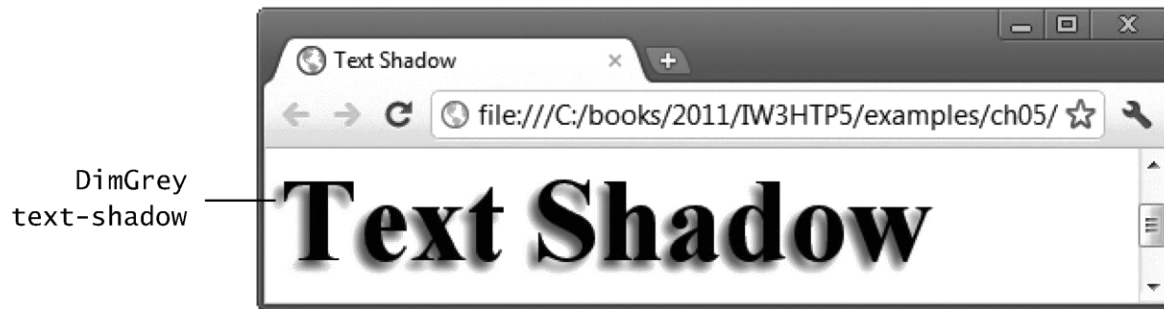 Text Shadow
file:///C:/books/2011/IW3HTP5/examples/ch05/
DimGrey
text-shadow
Text Shadow